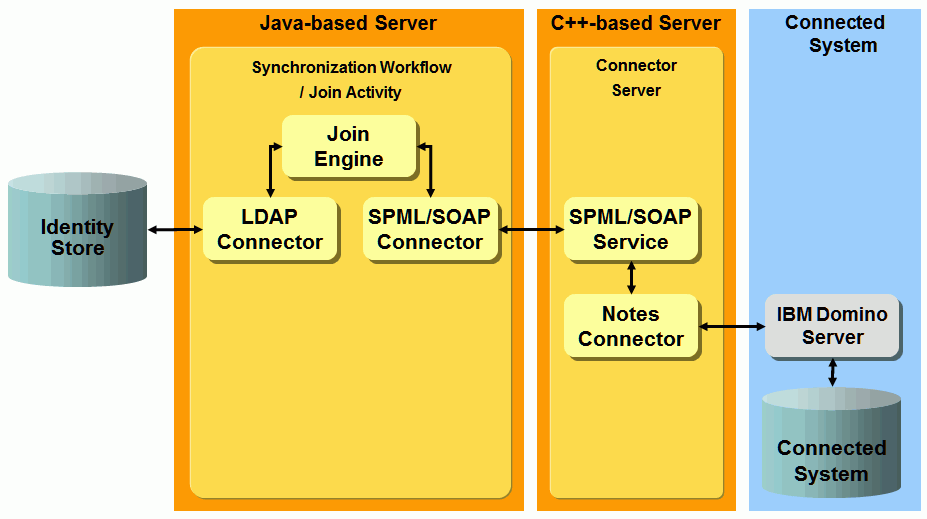 Java-based Server
C++-based Server
Connected
System
Synchronization Workflow
/ Join Activity
Connector
Server
Join
Engine
Identity
Store
LDAP
Connector
SPML/SOAP
Connector
SPML/SOAP
Service
Notes
Connector
IBM Domino
Server
Connected
System